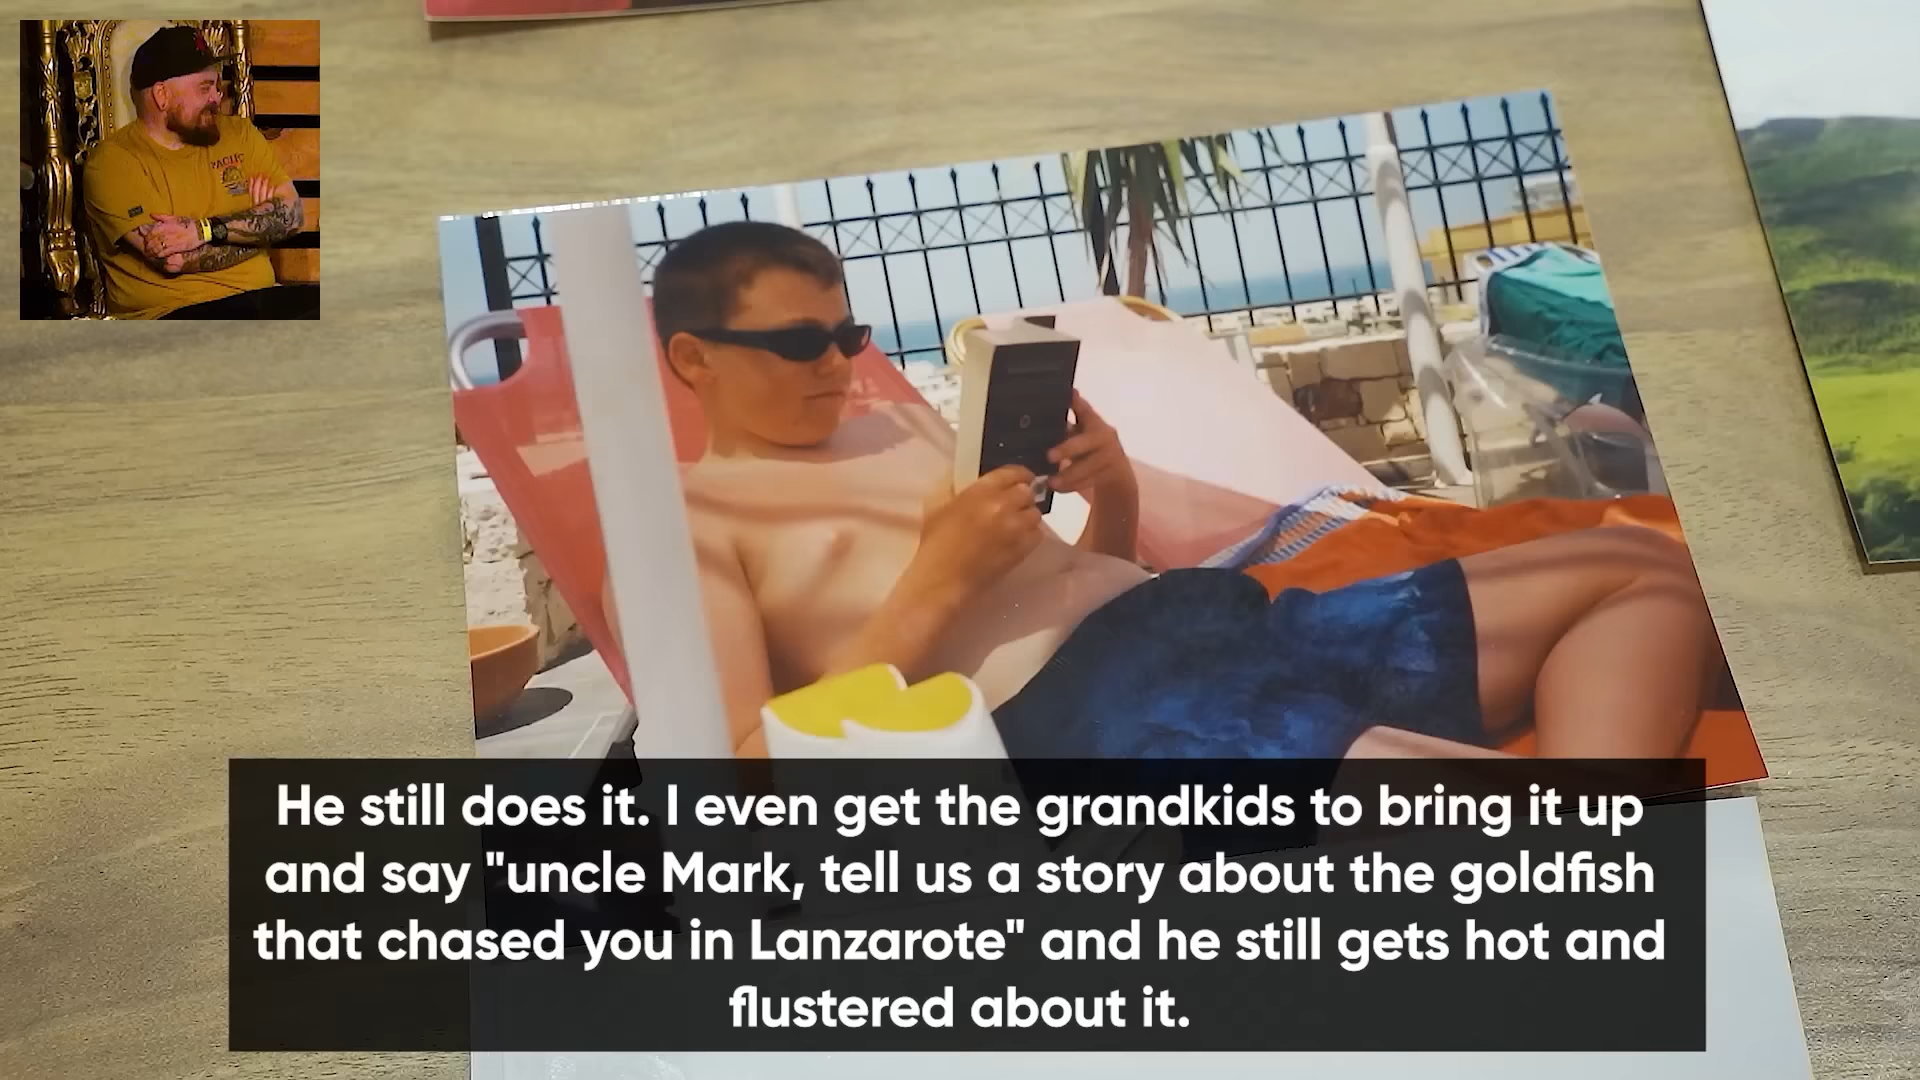 PACIFIC
He still does it. I even get the grandkids to bring it up
and say "uncle Mark, tell us a story about the goldfish
that chased you in Lanzarote" and he still gets hot and
flustered about it.